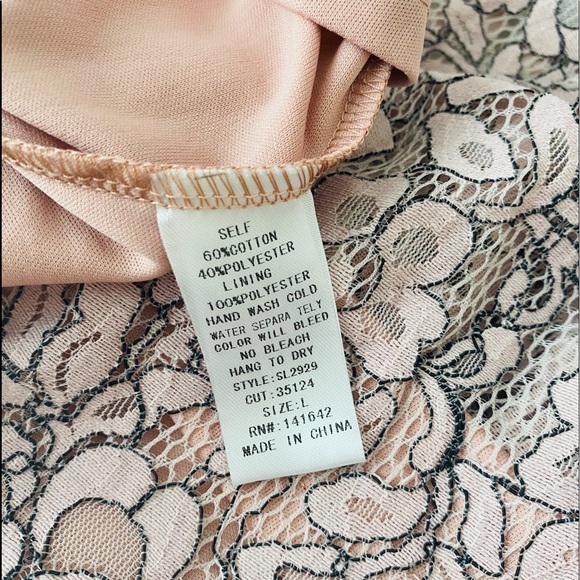 SELF
60%COTTON
40%POLYESTER
LINING
100%POLYESTER
HAND WASH COLD
WATER SEPARA TELY
COLOR WILL BLEED
NO BLEACH
HANG TO DRY
STYLE:SL2929
CUT:35124
SIZE:L
RN#:141642
MADE IN CHINA